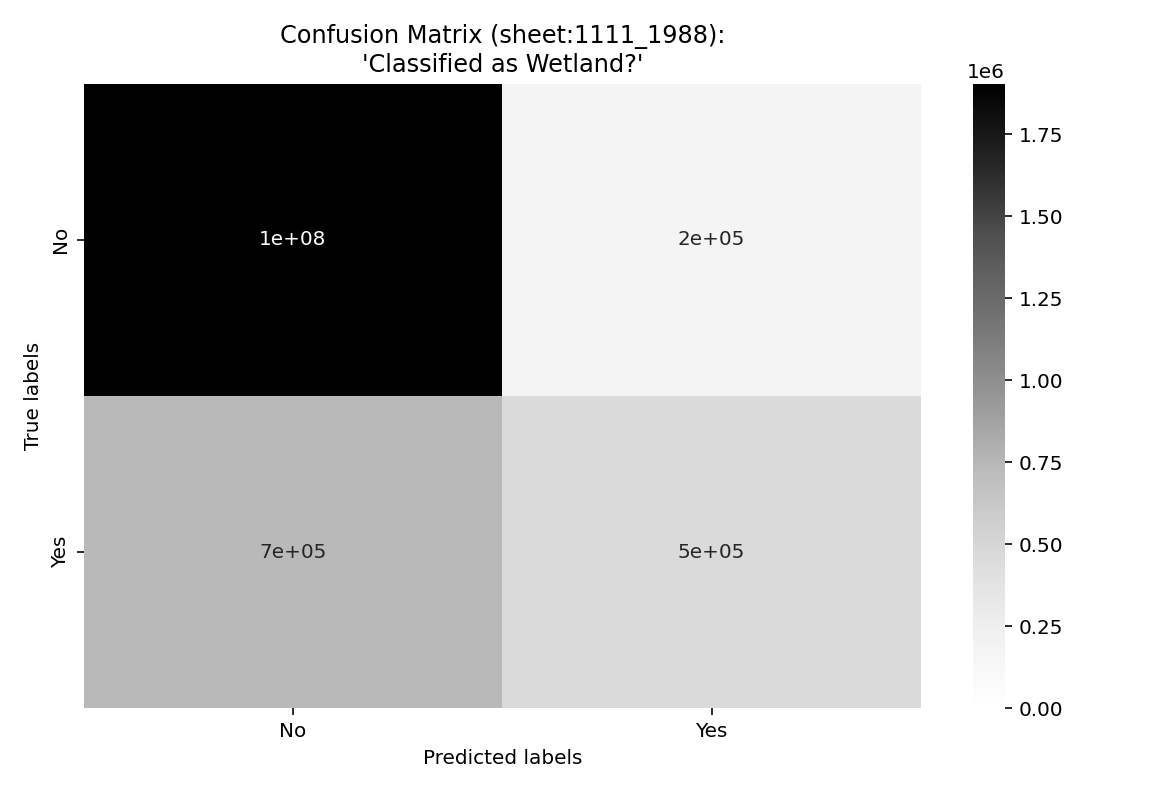 Confusion Matrix (sheet:1111_1988):
'Classified as Wetland?'
1e6
True labels
No
Yes
1e+08
2e+05
7e+05
5e+05
No
Yes
Predicted labels
1.75
1.50
1.25
1.00
0.75
0.50
0.25
0.00